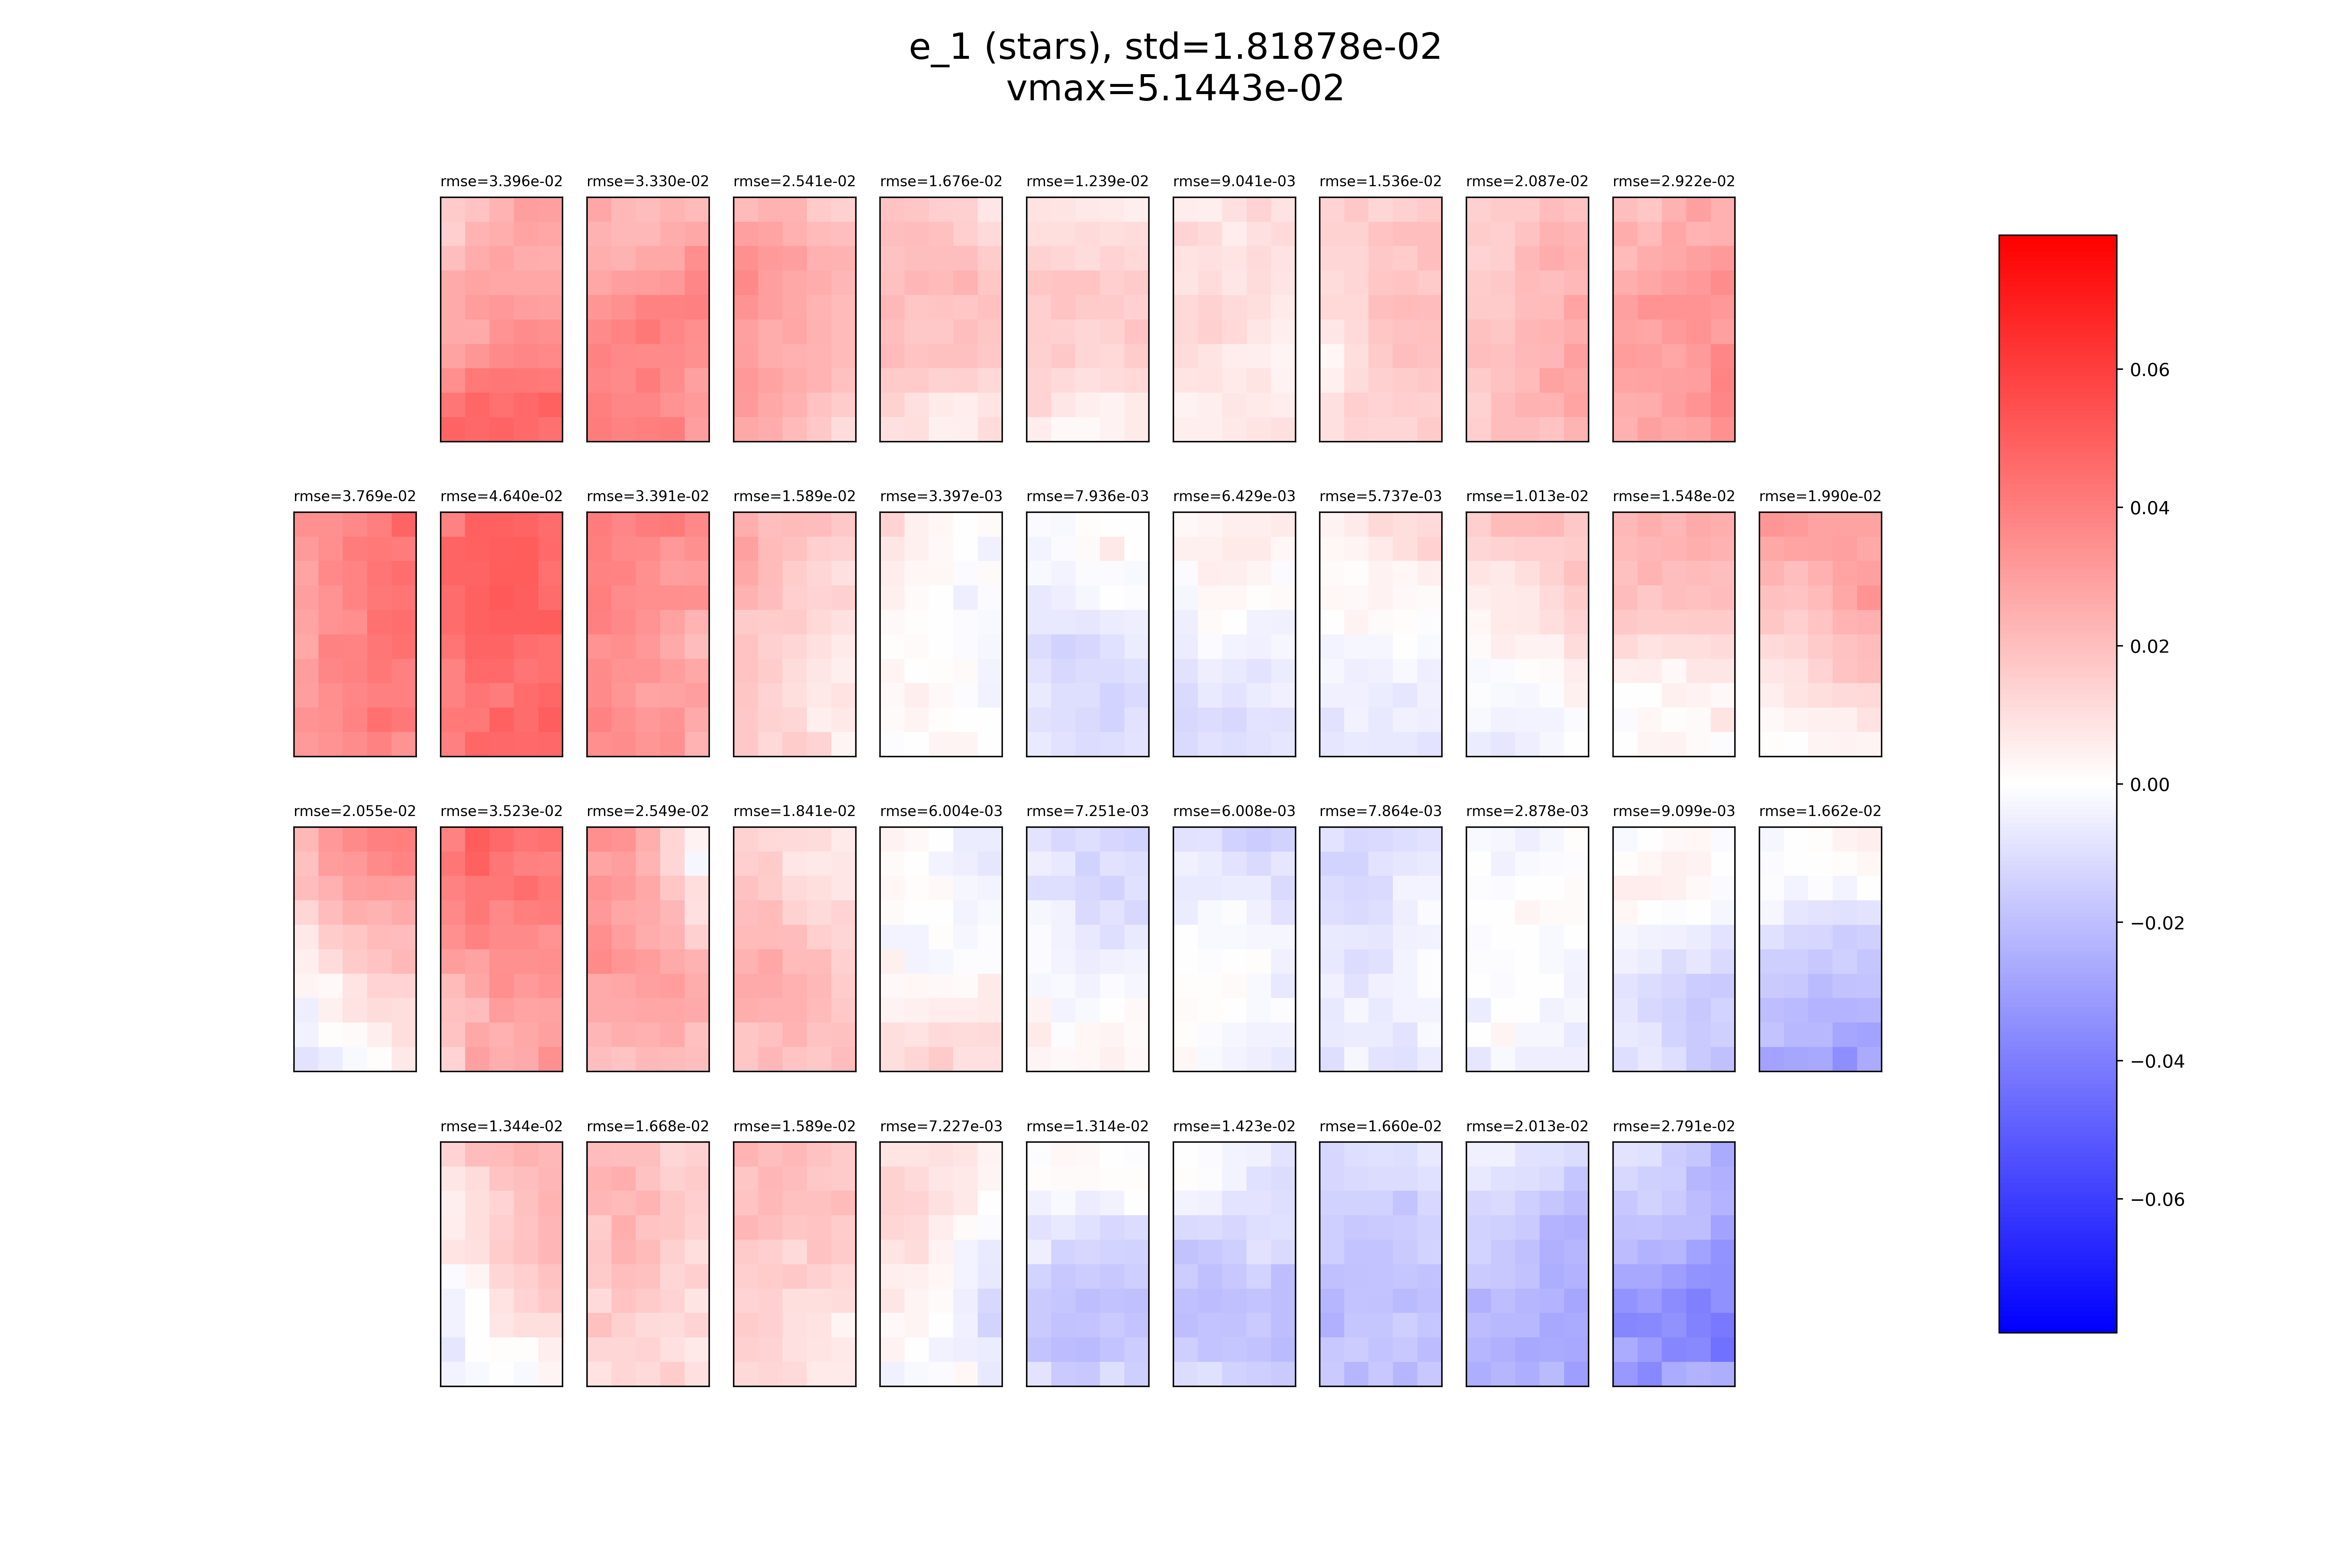 e_1 (stars), std=1.81878e-02
vmax=5.1443e-02
rmse=3.396e-02 rmse=3.330e-02 rmse=2.541e-02 rmse=1.676e-02 rmse=1.239e-02 rmse=9.041e-03 rmse=1.536e-02 rmse=2.087e-02 rmse=2.922e-02
rmse=3.769e-02 rmse=4.640e-02 rmse=3.391e-02 rmse=1.589e-02 rmse=3.397e-03 rmse=7.936e-03 rmse=6.429e-03 rmse=5.737e-03 rmse=1.013e-02 rmse=1.548e-02 rmse=1.990e-02
rmse=2.055e-02 rmse=3.523e-02 rmse=2.549e-02 rmse=1.841e-02 rmse=6.004e-03 rmse=7.251e-03 rmse=6.008e-03 rmse=7.864e-03 rmse=2.878e-03 rmse=9.099e-03 rmse=1.662e-02
rmse=1.344e-02 rmse=1.668e-02 rmse=1.589e-02 rmse=7.227e-03 rmse=1.314e-02 rmse=1.423e-02 rmse=1.660e-02 rmse=2.013e-02 rmse=2.791e-02
0.06
0.04
0.02
0.00
−0.02
−0.04
−0.06